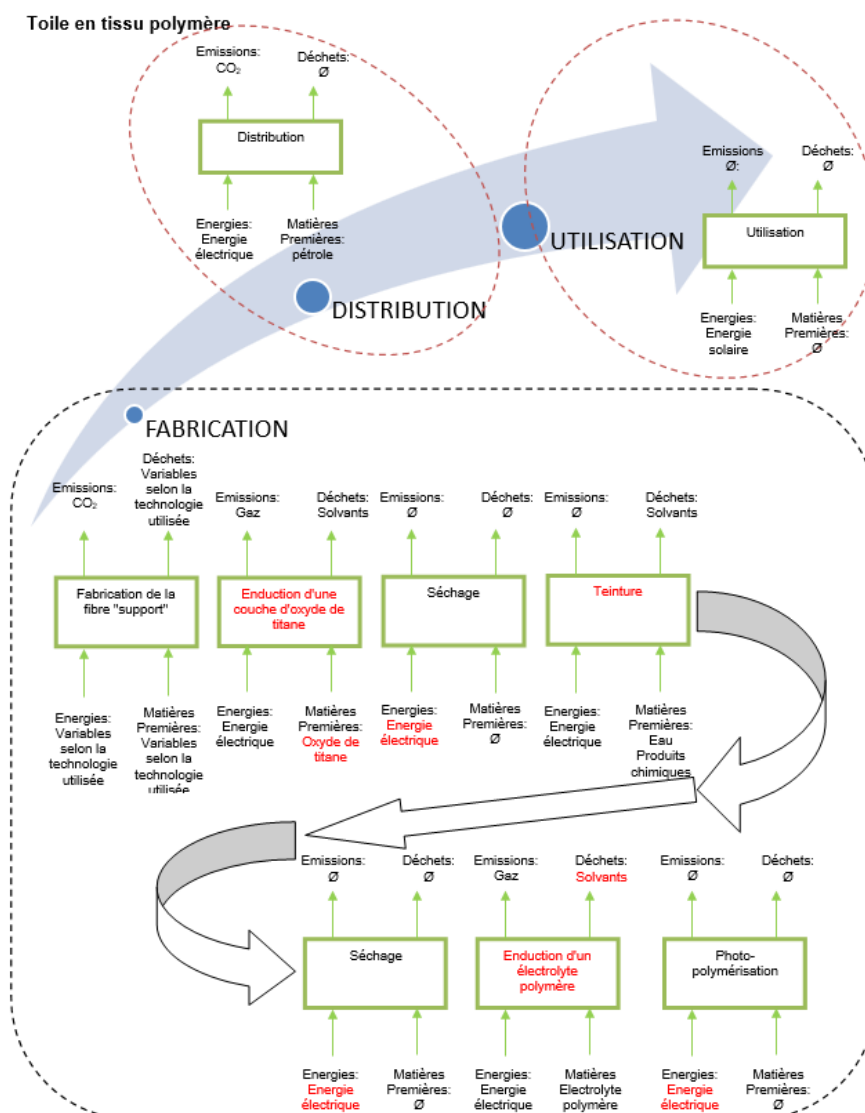 Toile en tissu polymère
Emissions:
CO₂
Déchets:
Ø
Distribution
Energies:
Energie
électrique
Matières
Premières:
pétrole
DISTRIBUTION
UTILISATION
Emissions
Ø:
Déchets:
Ø
Utilisation
Energies:
Energie
solaire
Matières
Premières:
Ø
FABRICATION
Emissions:
CO₂
Déchets:
Variables
selon la
technologie
utilisée
Fabrication de la
fibre "support"
Energies:
Variables
selon la
technologie
utilisée
Matières
Premières:
Variables
selon la
technologie
utilisée
Emissions:
Gaz
Déchets:
Solvants
Enduction d'une
couche d'oxyde de
titane
Energies:
Energie
électrique
Matières
Premières:
Oxyde de
titane
Emissions:
Ø
Déchets:
Ø
Séchage
Energies:
Energie
électrique
Matières
Premières:
Ø
Emissions:
Ø
Déchets:
Solvants
Teinture
Energies:
Energie
électrique
Matières
Premières:
Eau
Produits
chimiques
Emissions:
Ø
Déchets:
Ø
Séchage
Energies:
Energie
électrique
Matières
Premières:
Ø
Emissions:
Gaz
Déchets:
Solvants
Enduction d'un
électrolyte
polymère
Energies:
Energie
électrique
Matières
Electrolyte
polymère
Emissions:
Ø
Déchets:
Ø
Photo-
polymérisation
Energies:
Energie
électrique
Matières
Premières:
Ø